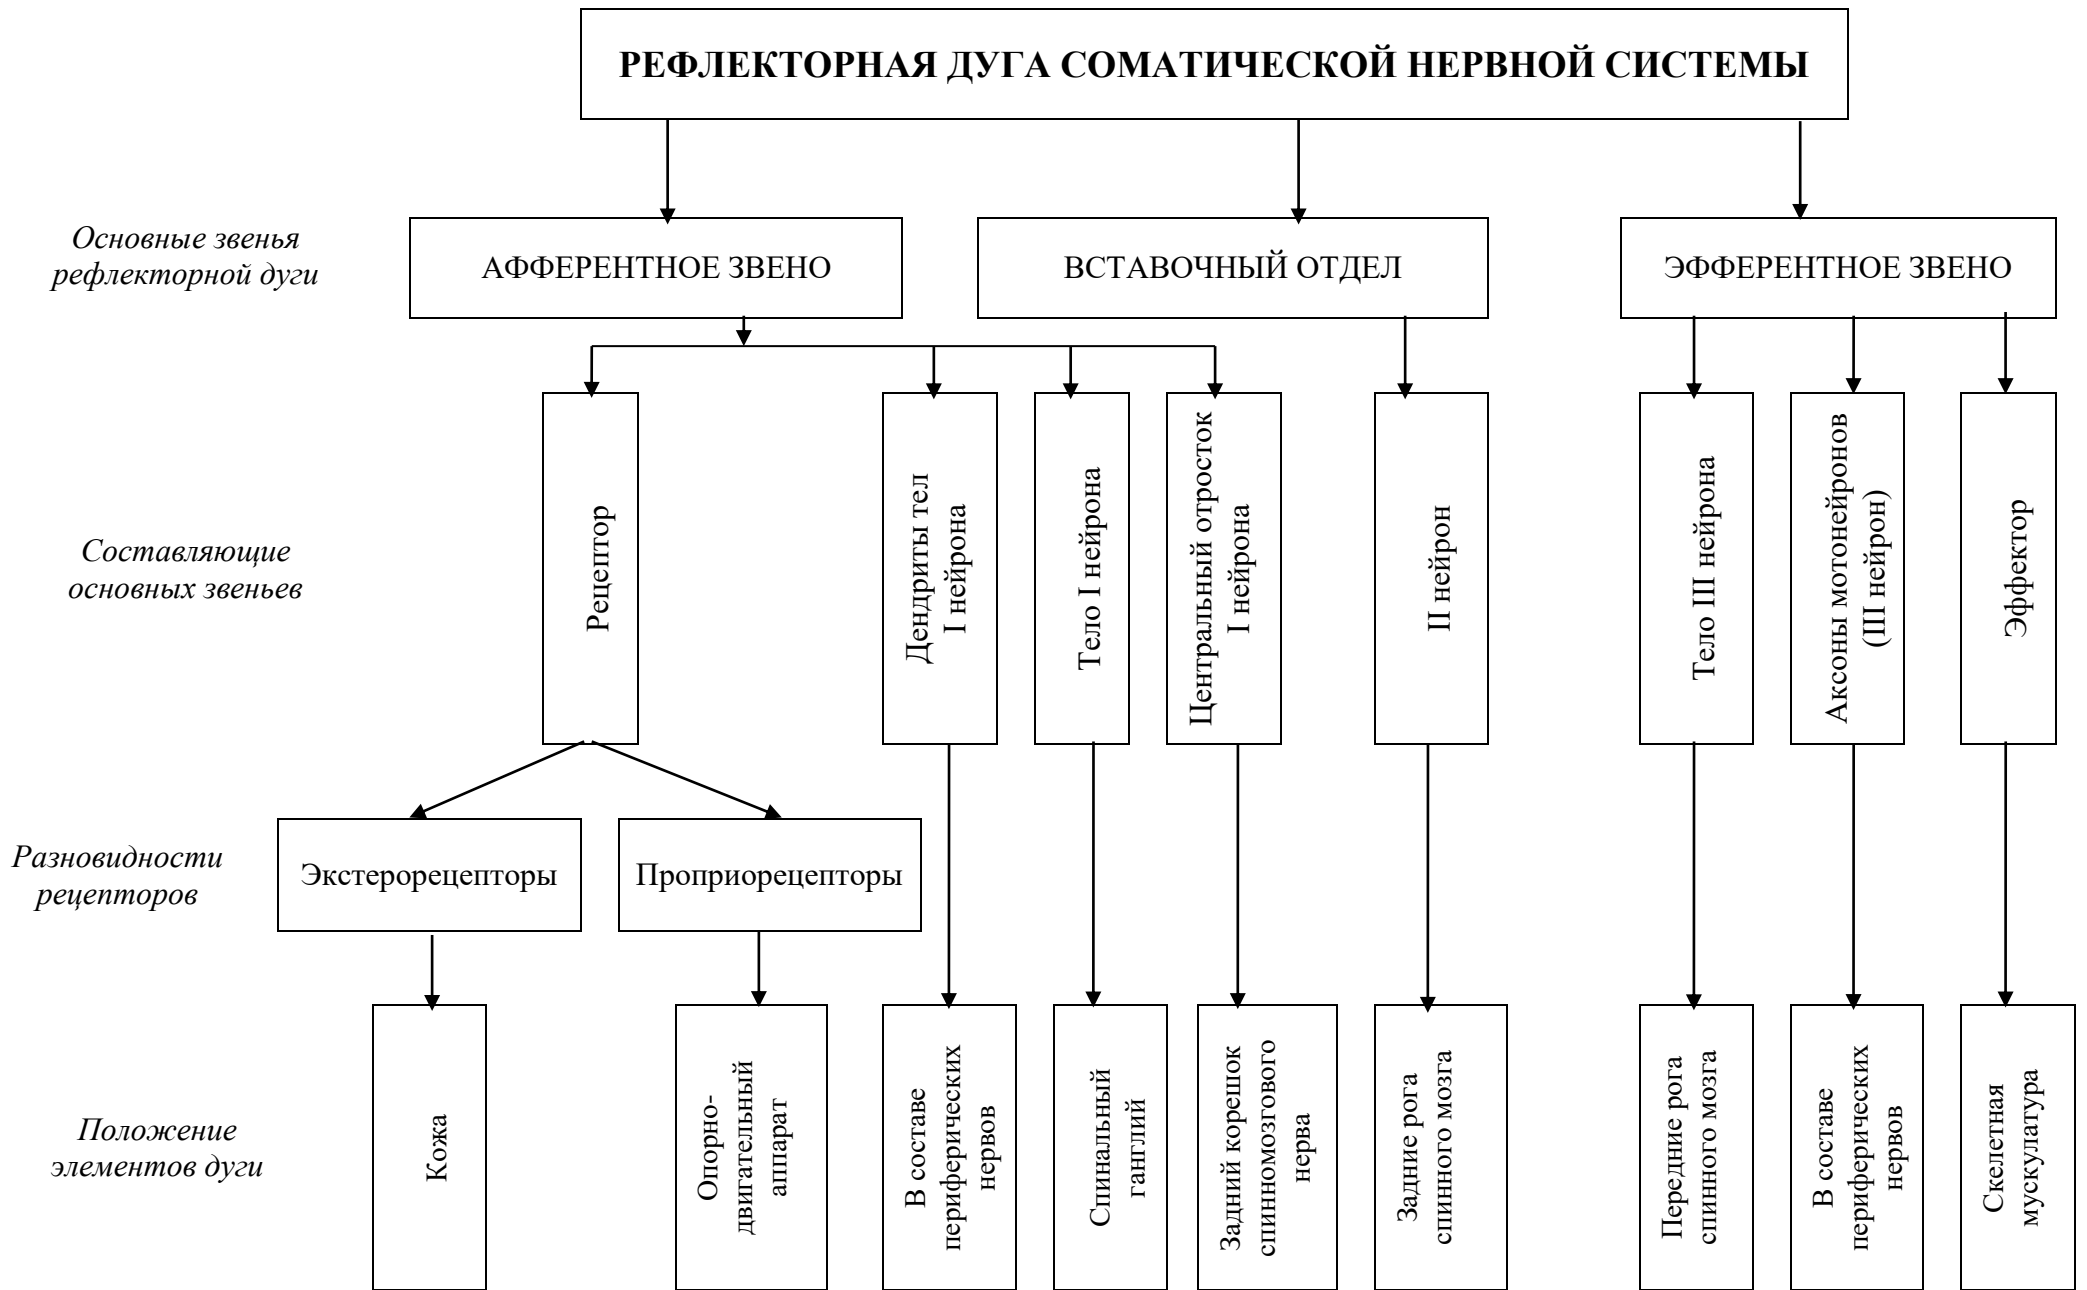 РЕФЛЕКТОРНАЯ ДУГА СОМАТИЧЕСКОЙ НЕРВНОЙ СИСТЕМЫ
Основные звенья
рефлекторной дуги
АФФЕРЕНТНОЕ ЗВЕНО
ВСТАВОЧНЫЙ ОТДЕЛ
ЭФФЕРЕНТНОЕ ЗВЕНО
Составляющие
основных звеньев
Рецептор
Дендриты тел
I нейрона
Тело I нейрона
Центральный отросток
I нейрона
II нейрон
Тело III нейрона
Аксоны мотонейронов
(III нейрон)
Эффектор
Разновидности
рецепторов
Экстерорецепторы
Проприорецепторы
Положение
элементов дуги
Кожа
Опорно-
двигательный
аппарат
В составе
периферических
нервов
Спинальный
ганглий
Задний корешок
спинномозгового
нерва
Задние рога
спинного мозга
Передние рога
спинного мозга
В составе
периферических
нервов
Скелетная
мускулатура